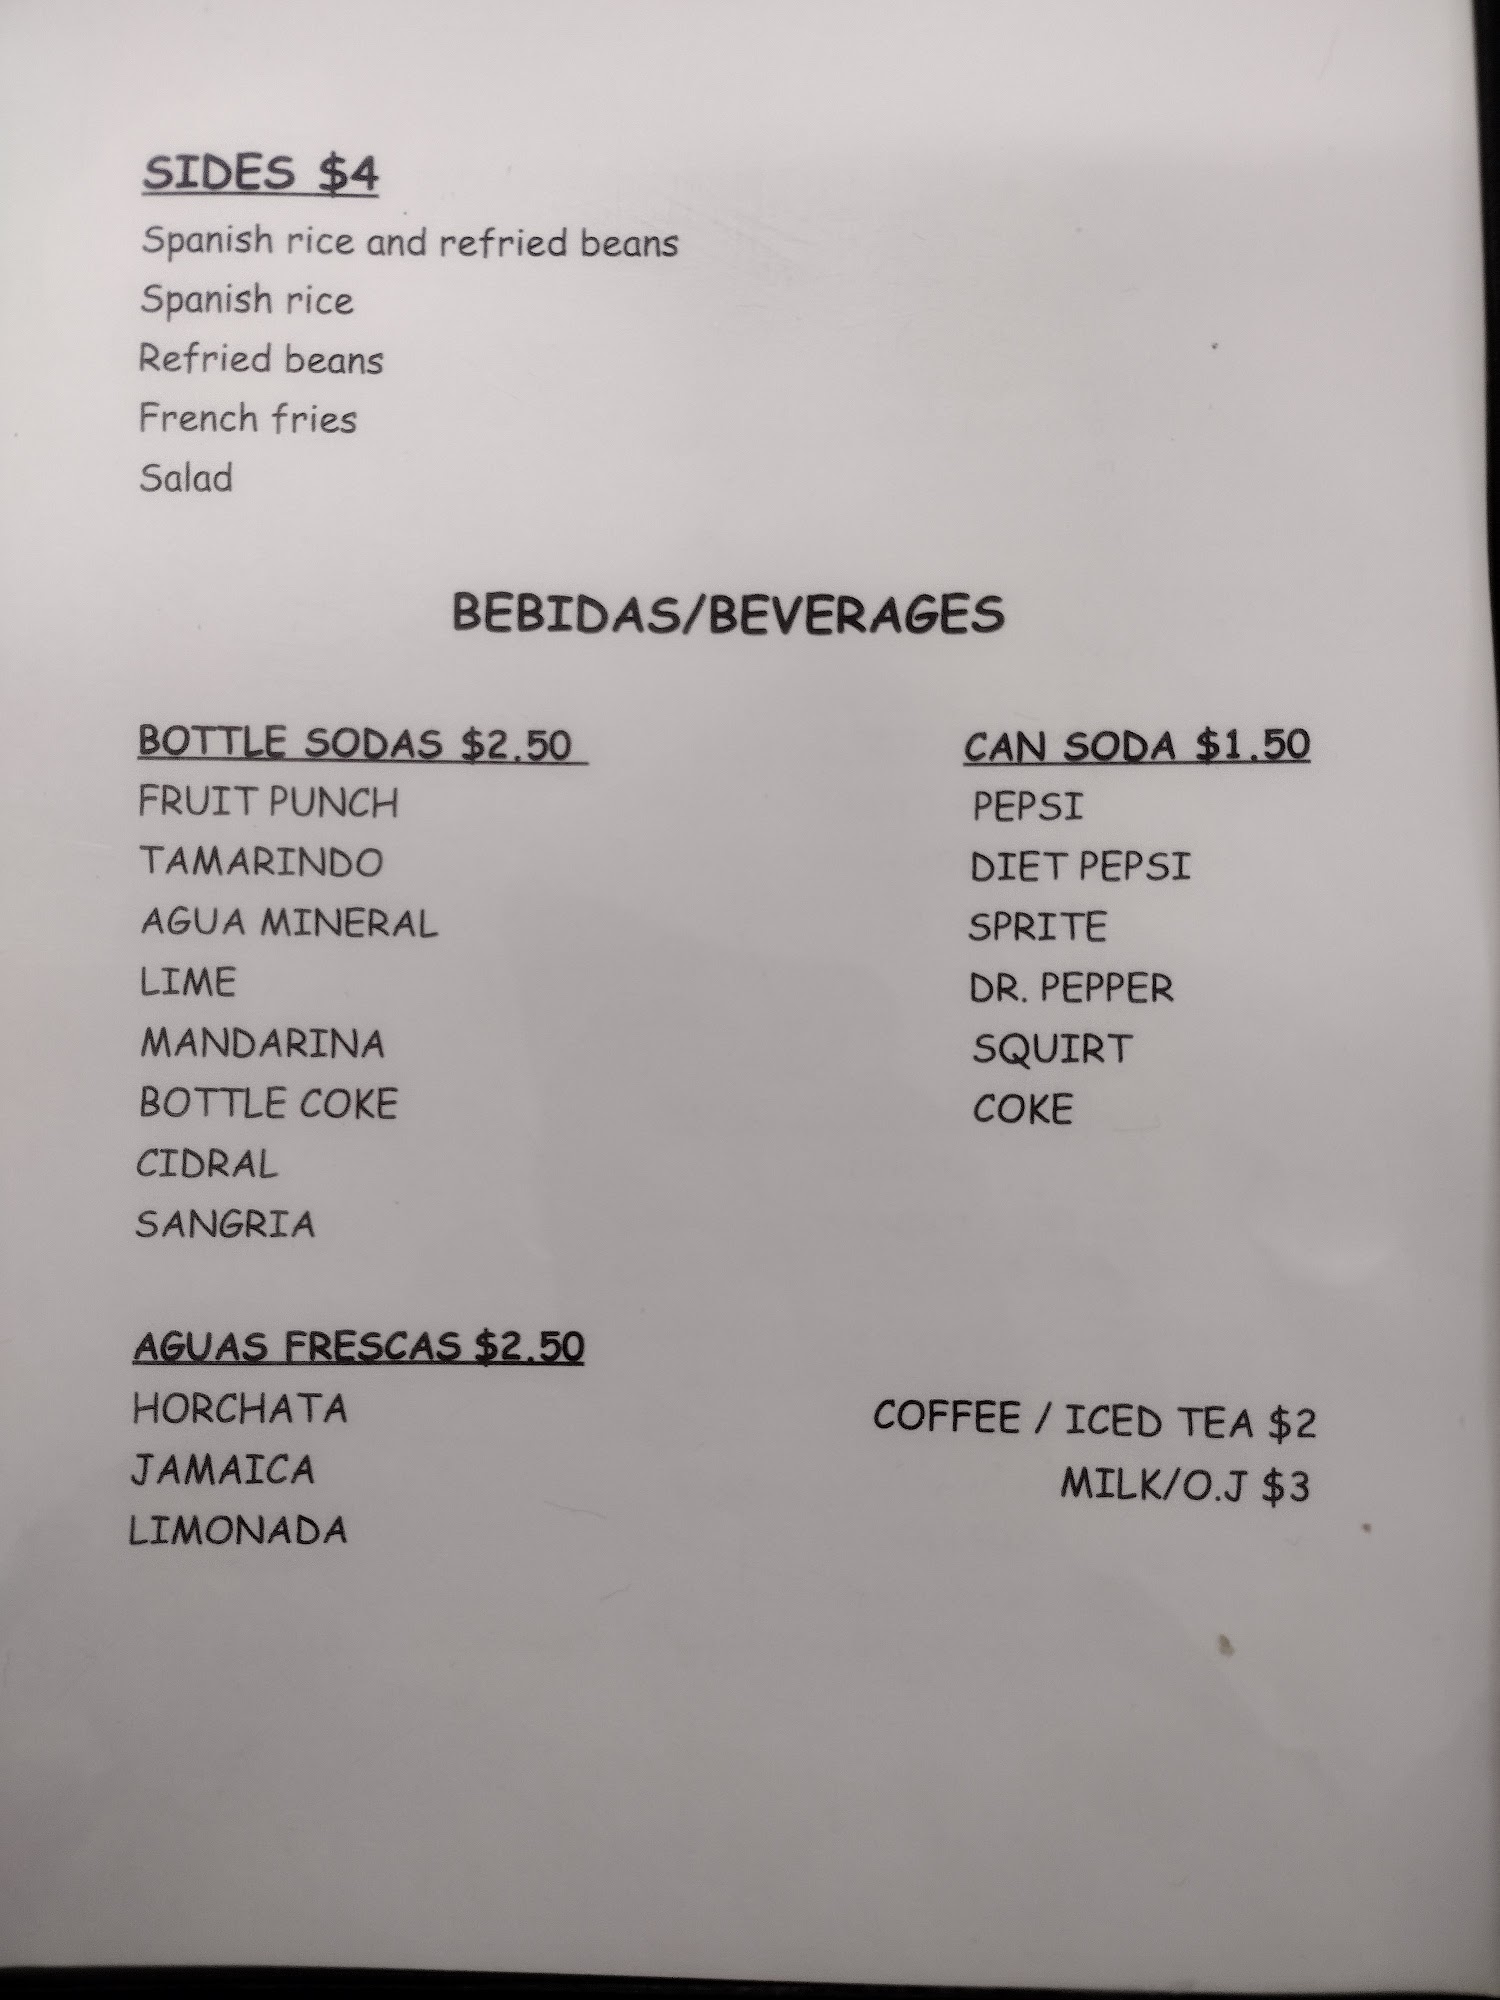 SIDES $4
Spanish rice and refried beans
Spanish rice
Refried beans
French fries
Salad
BEBIDAS/BEVERAGES
BOTTLE SODAS $2.50
FRUIT PUNCH
TAMARINDO
AGUA MINERAL
LIME
MANDARINA
BOTTLE COKE
CIDRAL
SANGRIA
CAN SODA $1.50
PEPSI
DIET PEPSI
SPRITE
DR. PEPPER
SQUIRT
COKE
AGUAS FRESCAS $2.50
HORCHATA
JAMAICA
LIMONADA
COFFEE / ICED TEA $2
MILK/O.J $3